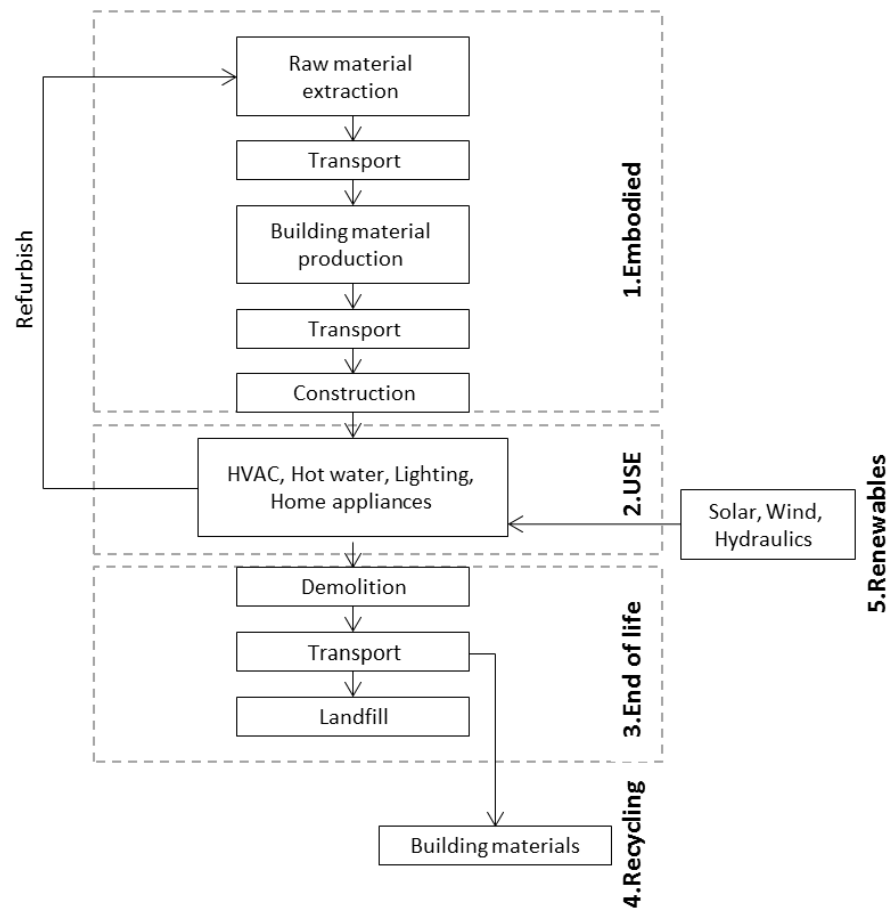 Raw material
extraction
Transport
Building material
production
Transport
Construction
1.Embodied
Refurbish
HVAC, Hot water, Lighting,
Home appliances
2.USE
Solar, Wind,
Hydraulics
5.Renewables
Demolition
Transport
Landfill
3.End of life
Building materials
4.Recycling